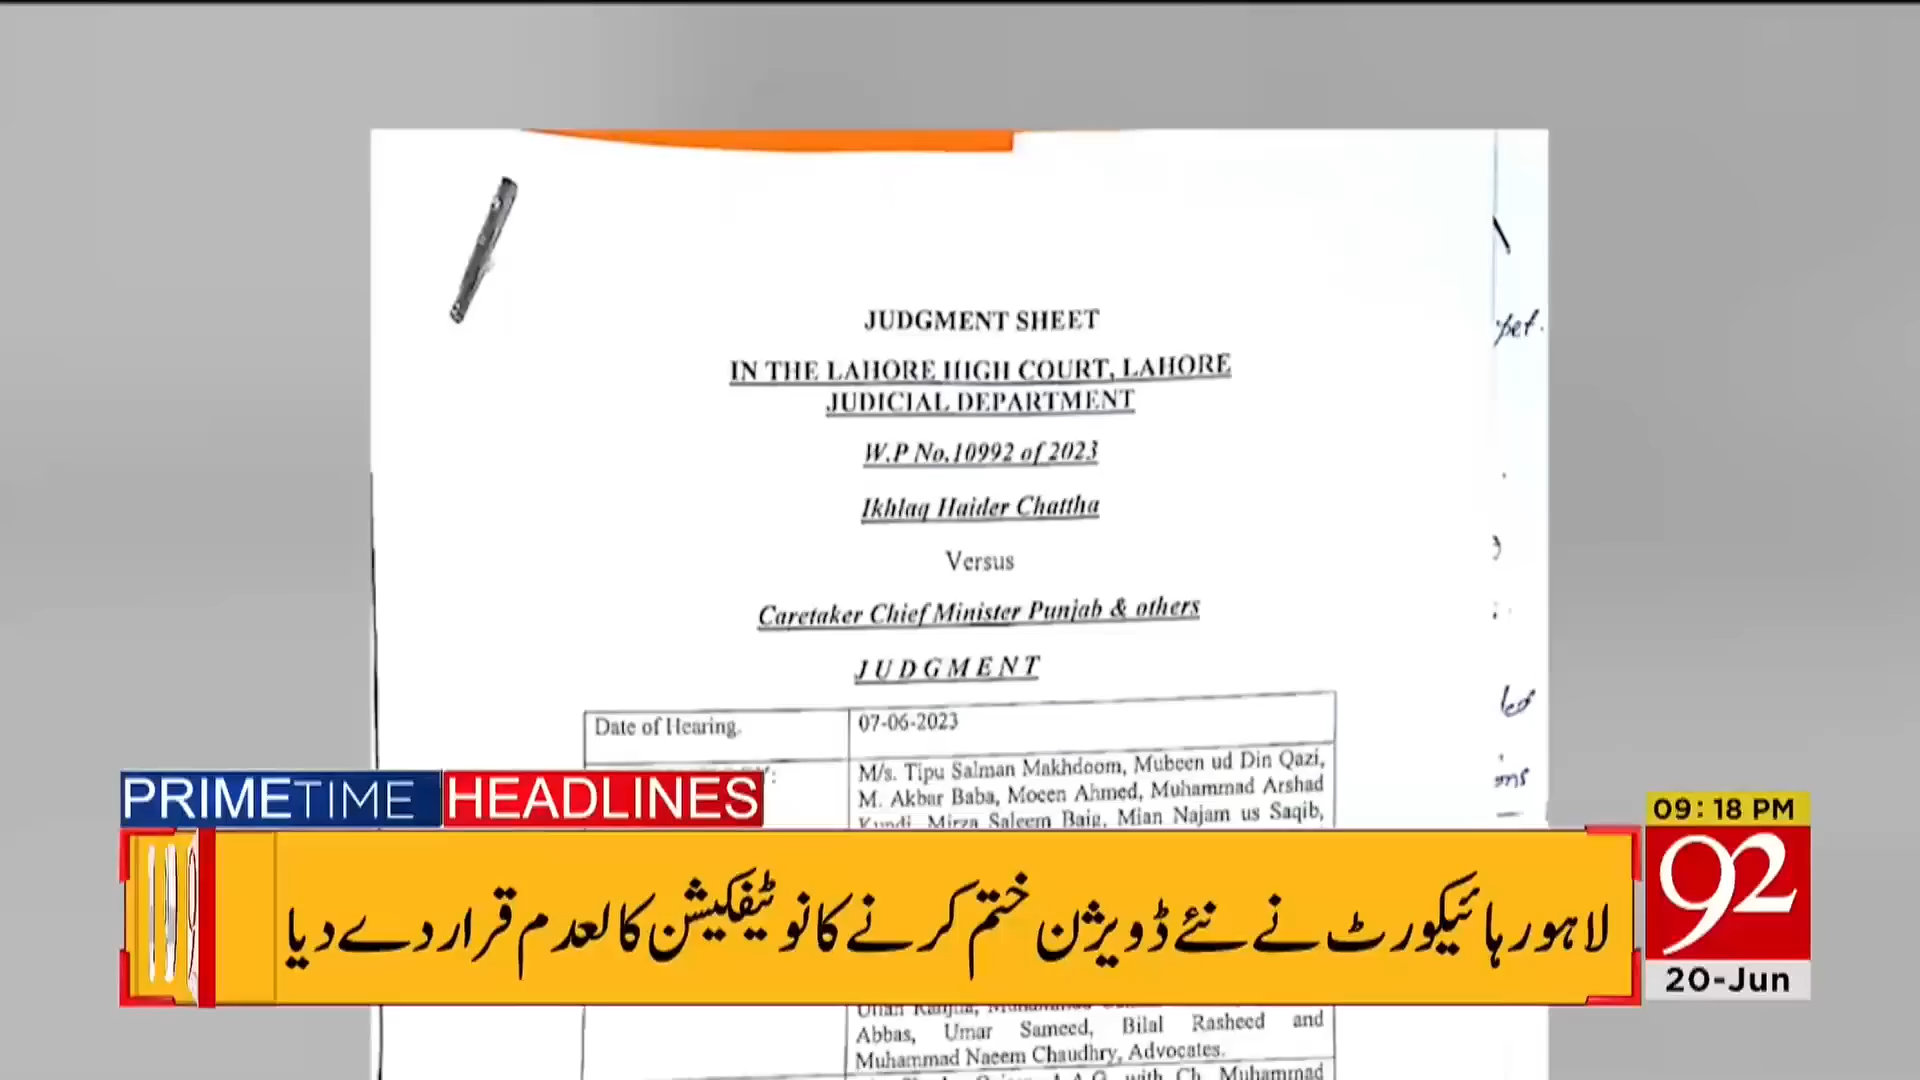 JUDGMENT SHEET
IN THE LAHORE HIGH COURT, LAHORE
JUDICIAL DEPARTMENT
W.P No.10992 of 2023
Ikhlaq Haider Chattha
Versus
Caretaker Chief Minister Punjab & others
JUDGMENT
Date of Hearing. 07-06-2023
M/s. Tipu Salman Makhdoom, Mubeen ud Din Qazi,
M. Akbar Baba, Moeen Ahmed, Muhammad Arshad
Kundi, Mirza Saleem Baig, Mian Najam us Saqib,
PRIMETIME HEADLINES
09:18 PM
لاہور ہائیکورٹ نے نئے ڈویژن ختم کرنے کا نوٹیفکیشن کالعدم قرار دے دیا
92
20-Jun
Abbas, Umar Sameed, Bilal Rasheed and
Muhammad Naeem Chaudhry, Advocates.
A.A.G. with Ch. Muhammad